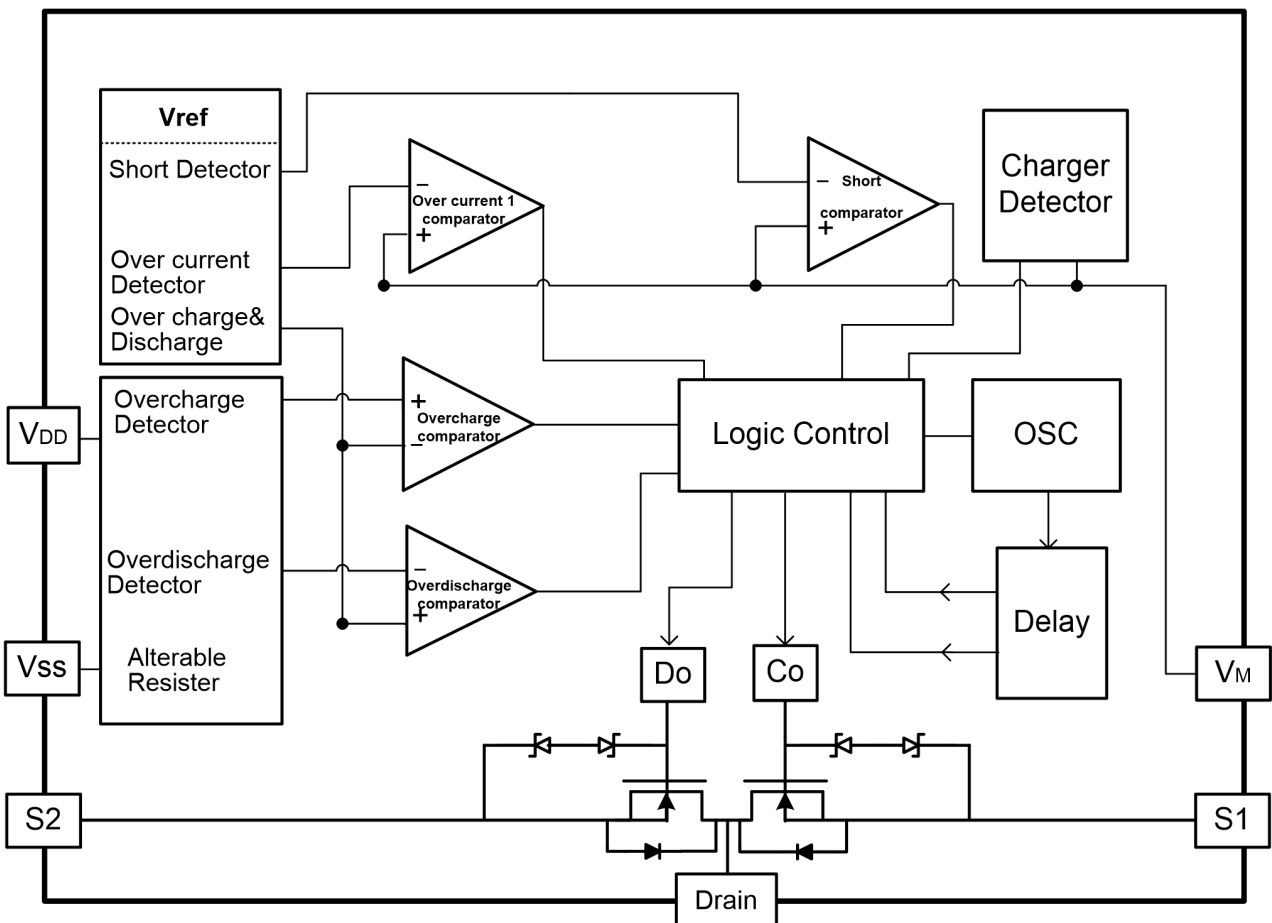 Vref
Short Detector
Over current
Detector
Over charge&
Discharge
−
Over current 1
comparator
+
− Short
comparator
+
Charger
Detector
Overcharge
Detector
+
Overcharge
comparator
−
Logic Control
OSC
VDD
Overdischarge
Detector
−
Overdischarge
comparator
+
Delay
Vss
Alterable
Resister
Do
Co
VM
S2
S1
Drain